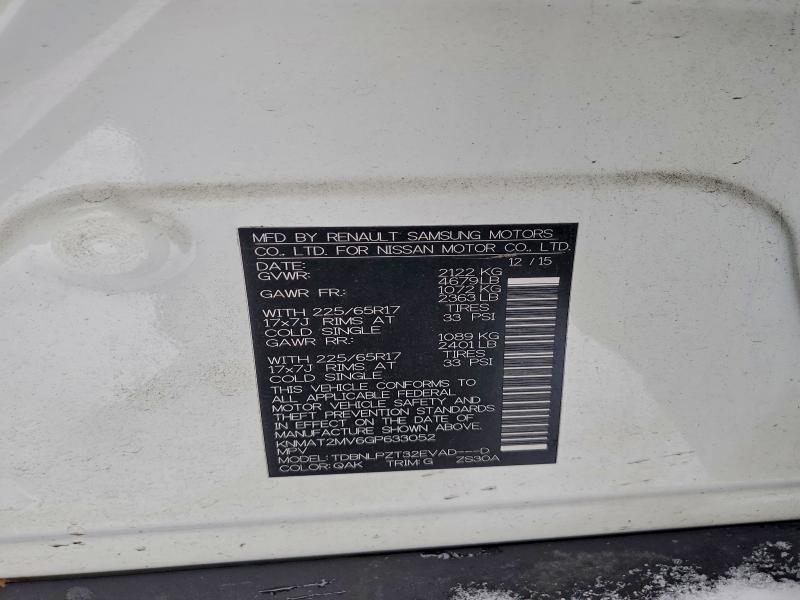 MFD BY RENAULT SAMSUNG MOTORS
CO., LTD. FOR NISSAN MOTOR CO., LTD.
DATE: 12/15
GVWR: 2122 KG
4679 LB
GAWR FR: 1072 KG
2363 LB
WITH 225/65R17 TIRES
17x7J RIMS AT 33 PSI
COLD SINGLE
GAWR RR: 1089 KG
2401 LB
WITH 225/65R17 TIRES
17x7J RIMS AT 33 PSI
COLD SINGLE
THIS VEHICLE CONFORMS TO
ALL APPLICABLE FEDERAL
MOTOR VEHICLE SAFETY AND
THEFT PREVENTION STANDARDS
IN EFFECT ON THE DATE OF
MANUFACTURE SHOWN ABOVE.
KNMAT2MV6GP633052
MPV
MODEL: TDBNLPZT32EVAD---D
COLOR: QAK TRIM: G ZS30A